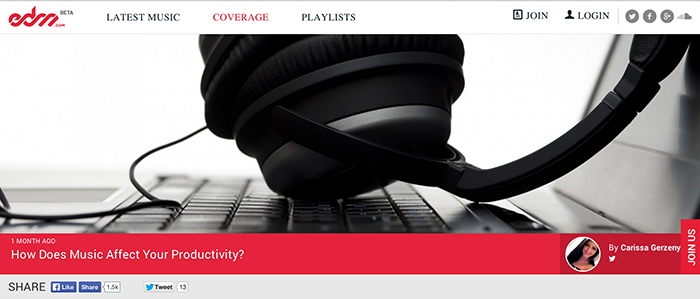 edm BETA
.COM
LATEST MUSIC COVERAGE PLAYLISTS JOIN LOGIN
1 MONTH AGO
How Does Music Affect Your Productivity?
By Carissa Gerzeny
JOIN US
SHARE Like Share 1.5k Tweet 13